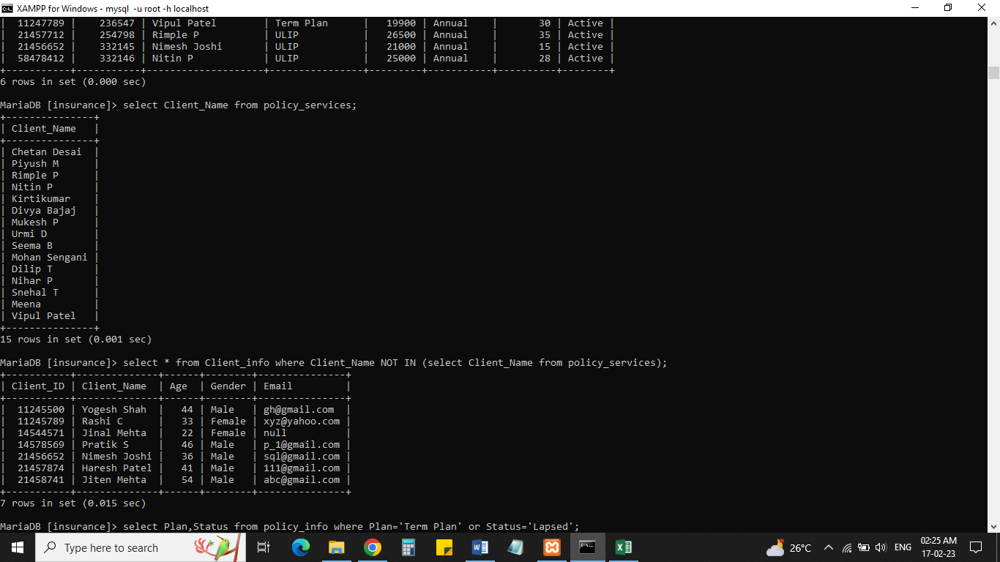 XAMPP for Windows - mysql -u root -h localhost
| 11247789 | 236547 | Vipul Patel | Term Plan | 19900 | Annual | 30 | Active |
| 21457712 | 254798 | Rimple P | ULIP | 26500 | Annual | 35 | Active |
| 21456652 | 332145 | Nimesh Joshi | ULIP | 21000 | Annual | 15 | Active |
| 58478412 | 332146 | Nitin P | ULIP | 25000 | Annual | 28 | Active |
+-----------+-----------+--------------------+----------------+---------+-----------+----------+--------+
6 rows in set (0.000 sec)
MariaDB [insurance]> select Client_Name from policy_services;
+---------------+
| Client_Name |
+---------------+
| Chetan Desai |
| Piyush M |
| Rimple P |
| Nitin P |
| Kirtikumar |
| Divya Bajaj |
| Mukesh P |
| Urmi D |
| Seema B |
| Mohan Sengani |
| Dilip T |
| Nihar P |
| Snehal T |
| Meena |
| Vipul Patel |
+---------------+
15 rows in set (0.001 sec)
MariaDB [insurance]> select * from Client_info where Client_Name NOT IN (select Client_Name from policy_services);
+-----------+--------------+------+--------+---------------+
| Client_ID | Client_Name | Age | Gender | Email |
+-----------+--------------+------+--------+---------------+
| 11245500 | Yogesh Shah | 44 | Male | gh@gmail.com |
| 11245789 | Rashi C | 33 | Female | xyz@yahoo.com |
| 14544571 | Jinal Mehta | 22 | Female | null |
| 14578569 | Pratik S | 46 | Male | p_1@gmail.com |
| 21456652 | Nimesh Joshi | 36 | Male | sql@gmail.com |
| 21457874 | Haresh Patel | 41 | Male | 111@gmail.com |
| 21458741 | Jiten Mehta | 54 | Male | abc@gmail.com |
+-----------+--------------+------+--------+---------------+
7 rows in set (0.015 sec)
MariaDB [insurance]> select Plan,Status from policy_info where Plan='Term Plan' or Status='Lapsed';
Type here to search
26°C
ENG
02:25 AM
17-02-23